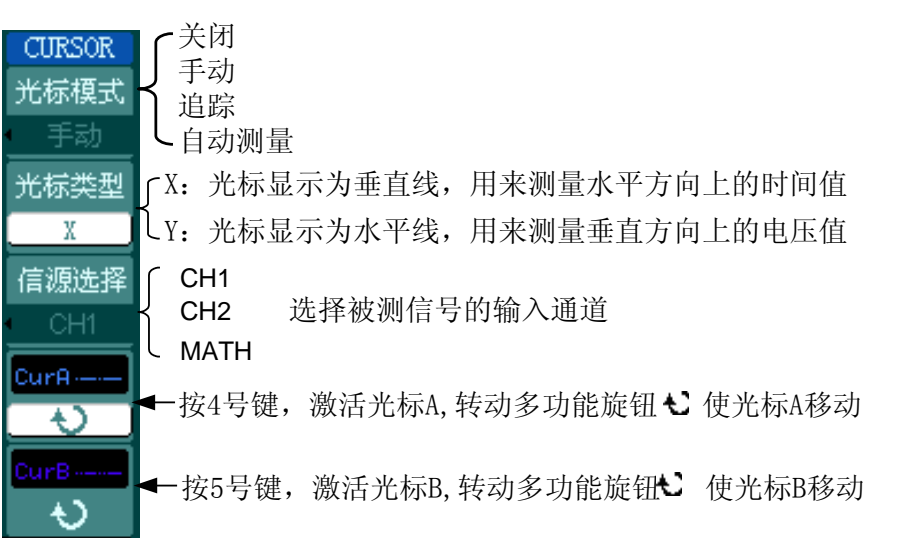 CURSOR
光标模式
手动
关闭
手动
追踪
自动测量
光标类型
X
X：光标显示为垂直线，用来测量水平方向上的时间值
Y：光标显示为水平线，用来测量垂直方向上的电压值
信源选择
CH1
CH1
CH2 选择被测信号的输入通道
MATH
CurA
按4号键，激活光标A,转动多功能旋钮 使光标A移动
CurB
按5号键，激活光标B,转动多功能旋钮 使光标B移动